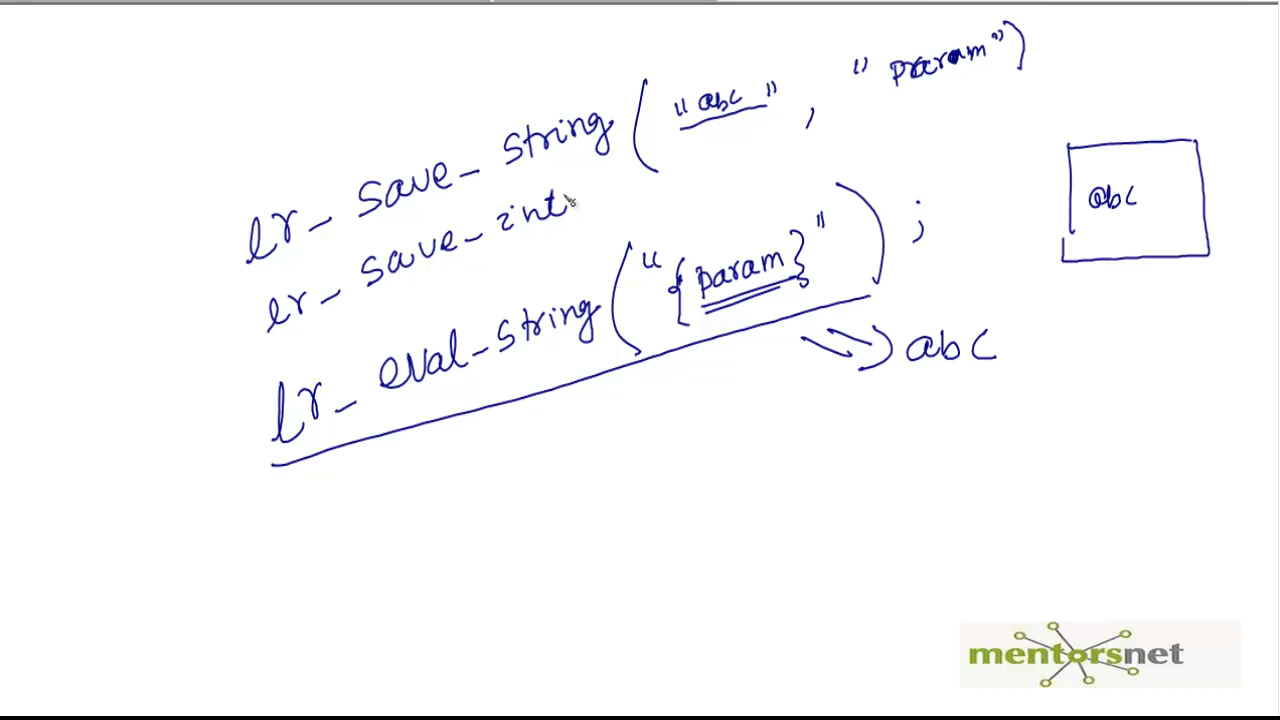 lr_save_string("abc", "param")
lr_save_int
lr_eval_string("{param}");
abc
=> abc
mentorsnet